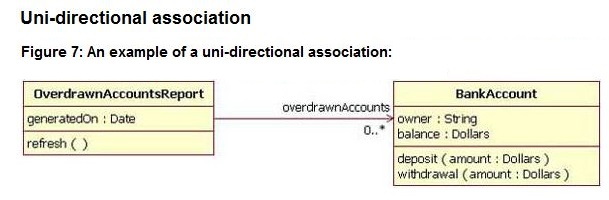 Uni-directional association
Figure 7: An example of a uni-directional association:
OverdrawnAccountsReport
generatedOn : Date
refresh ( )
overdrawnAccounts
0..*
BankAccount
owner : String
balance : Dollars
deposit ( amount : Dollars )
withdrawal ( amount : Dollars )